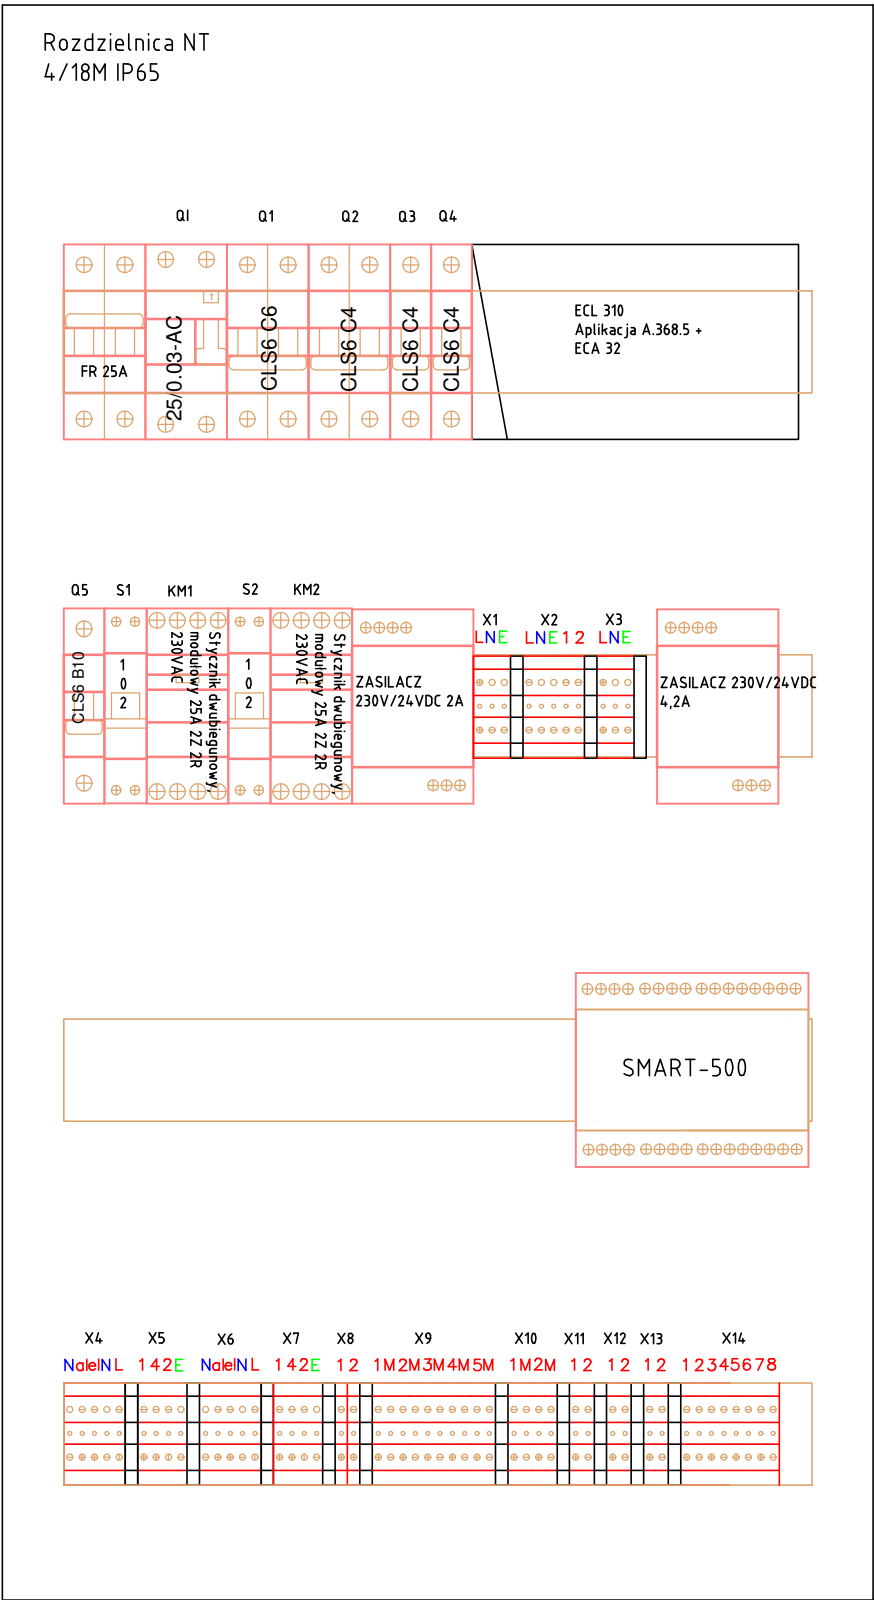 Rozdzielnica NT
4/18M IP65
QI Q1 Q2 Q3 Q4
FR 25A
25/0.03-AC
T
CLS6 C6
CLS6 C4
CLS6 C4
CLS6 C4
ECL 310
Aplikacja A.368.5 +
ECA 32
Q5 S1 KM1 S2 KM2
CLS6 B10
1
0
2
Stycznik dwubiegunowy,
modułowy 25A 2Z 2R
230VAC
1
0
2
Stycznik dwubiegunowy,
modułowy 25A 2Z 2R
230VAC
ZASILACZ
230V/24VDC 2A
X1 X2 X3
LNE LNE12 LNE
ZASILACZ 230V/24VDC
4,2A
SMART-500
X4 X5 X6 X7 X8 X9 X10 X11 X12 X13 X14
NaleINL 142E NaleINL 142E 12 1M2M3M4M5M 1M2M 12 12 12 12345678